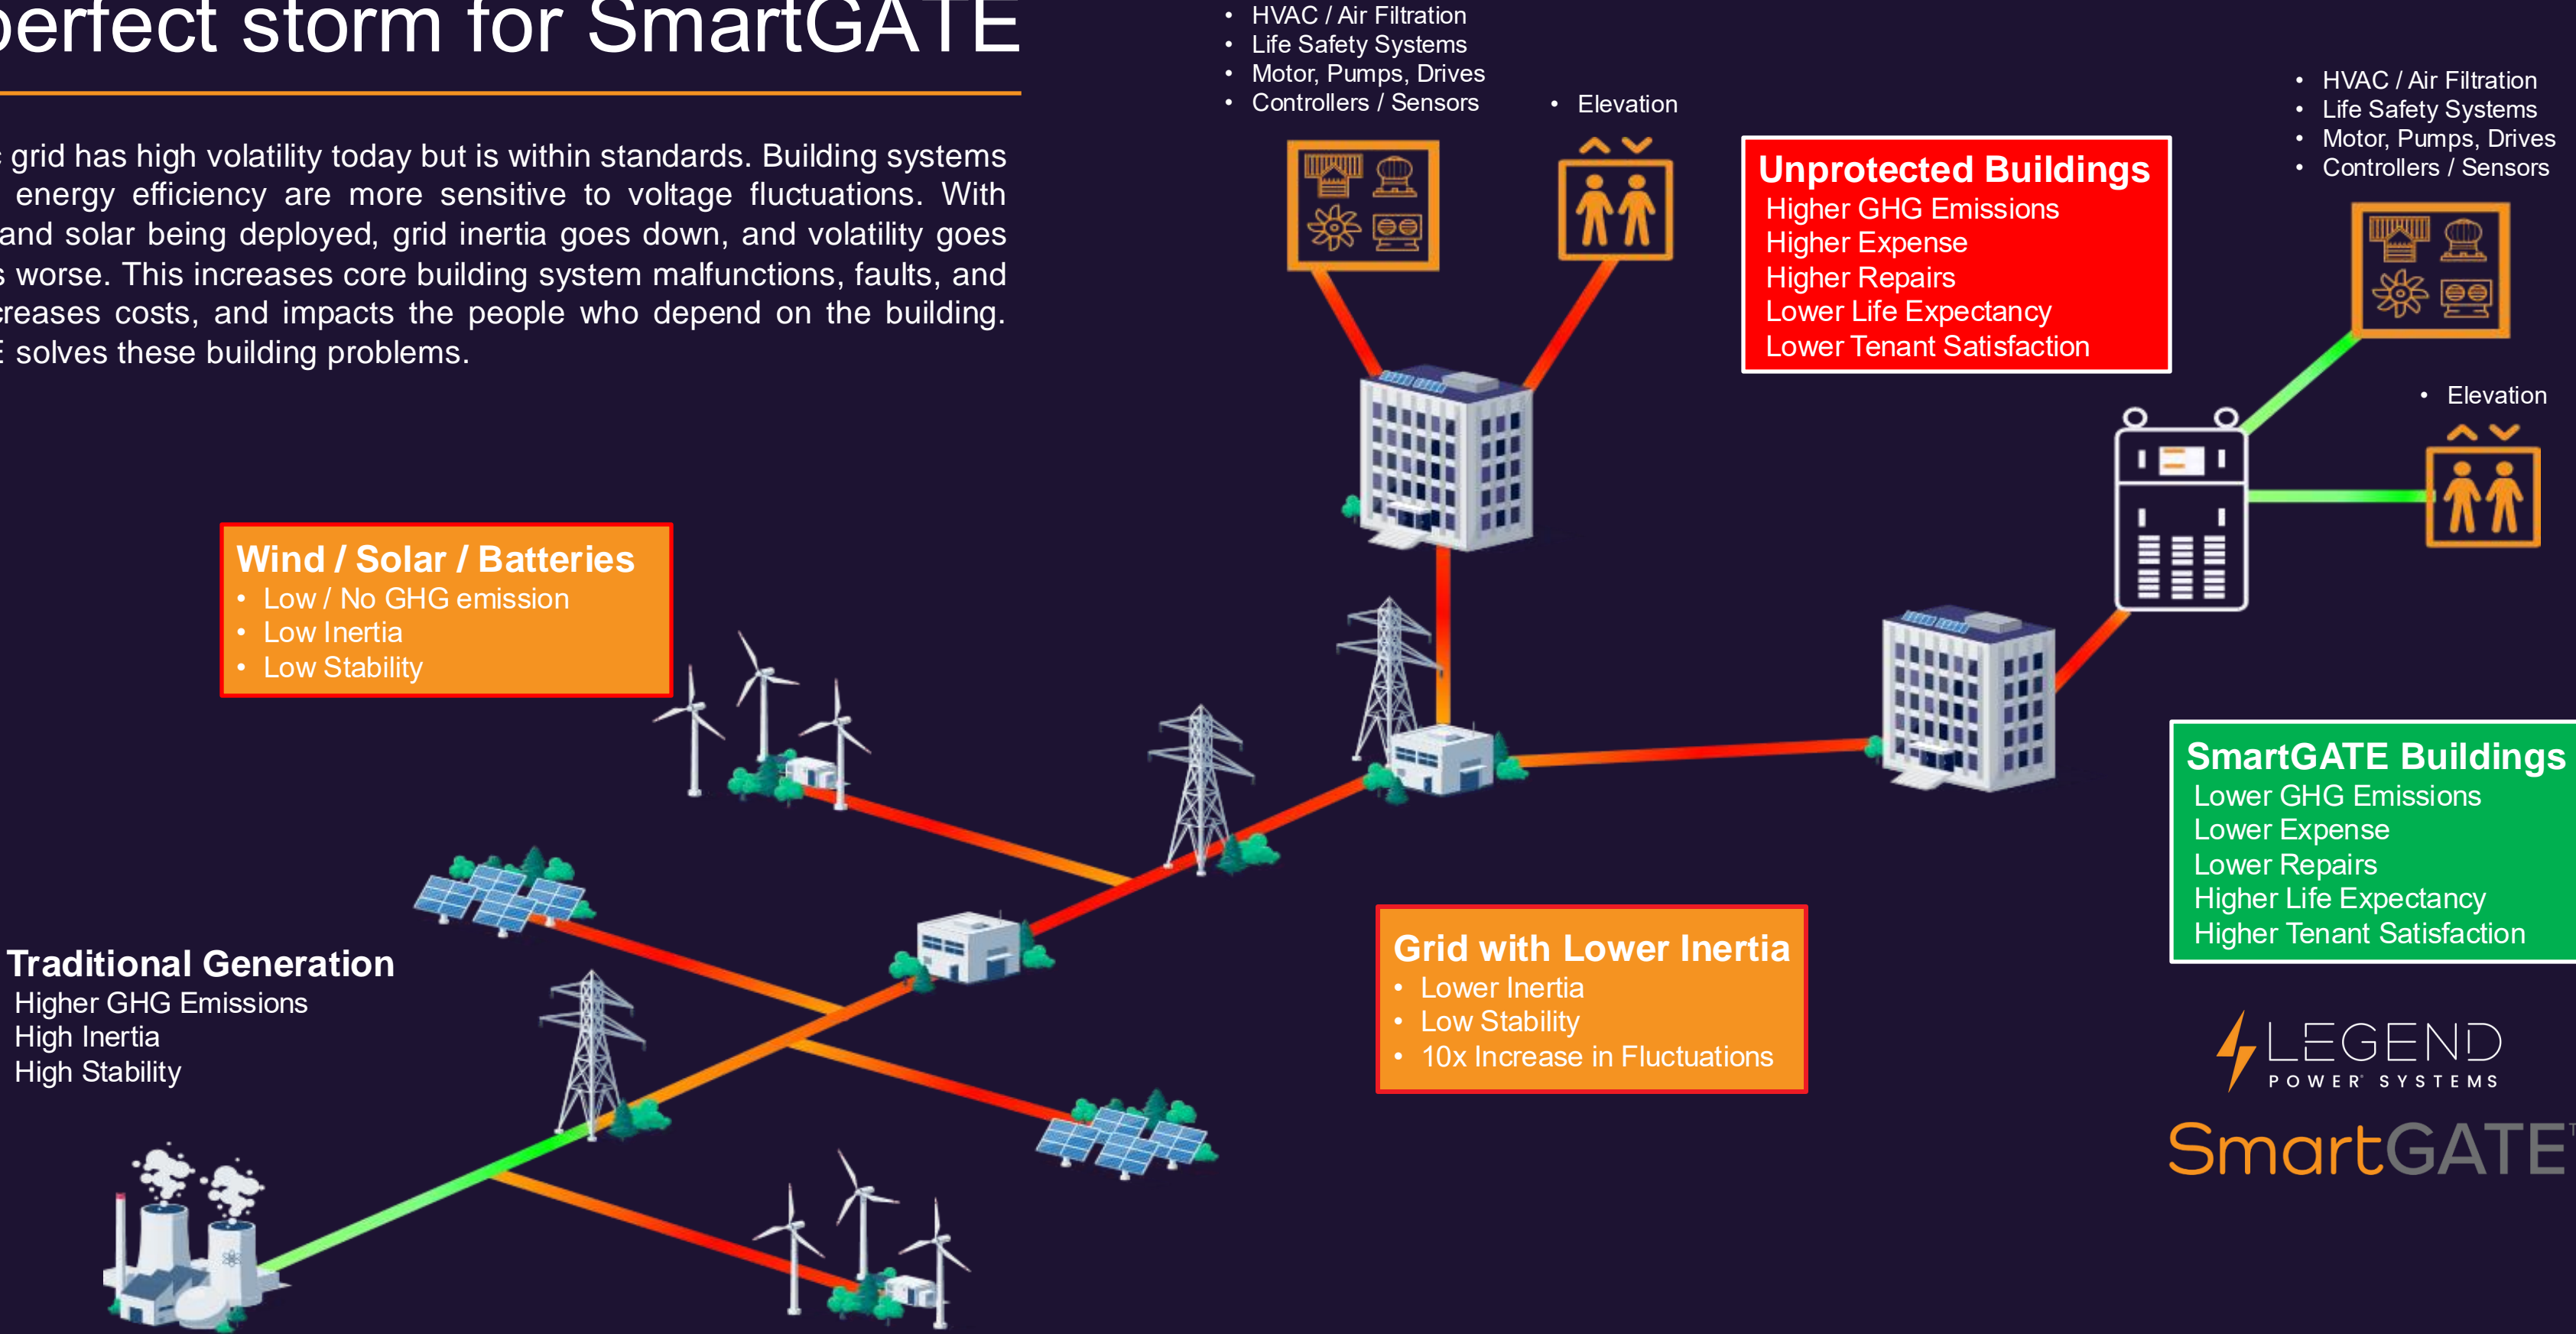 perfect storm for SmartGATE
grid has high volatility today but is within standards. Building systems
energy efficiency are more sensitive to voltage fluctuations. With
and solar being deployed, grid inertia goes down, and volatility goes
worse. This increases core building system malfunctions, faults, and
costs, and impacts the people who depend on the building.
solves these building problems.
• HVAC / Air Filtration
• Life Safety Systems
• Motor, Pumps, Drives
• Controllers / Sensors
• Elevation
Unprotected Buildings
Higher GHG Emissions
Higher Expense
Higher Repairs
Lower Life Expectancy
Lower Tenant Satisfaction
• HVAC / Air Filtration
• Life Safety Systems
• Motor, Pumps, Drives
• Controllers / Sensors
• Elevation
Wind / Solar / Batteries
• Low / No GHG emission
• Low Inertia
• Low Stability
Traditional Generation
Higher GHG Emissions
High Inertia
High Stability
Grid with Lower Inertia
• Lower Inertia
• Low Stability
• 10x Increase in Fluctuations
SmartGATE Buildings
Lower GHG Emissions
Lower Expense
Lower Repairs
Higher Life Expectancy
Higher Tenant Satisfaction
LEGEND
POWER SYSTEMS
SmartGATE